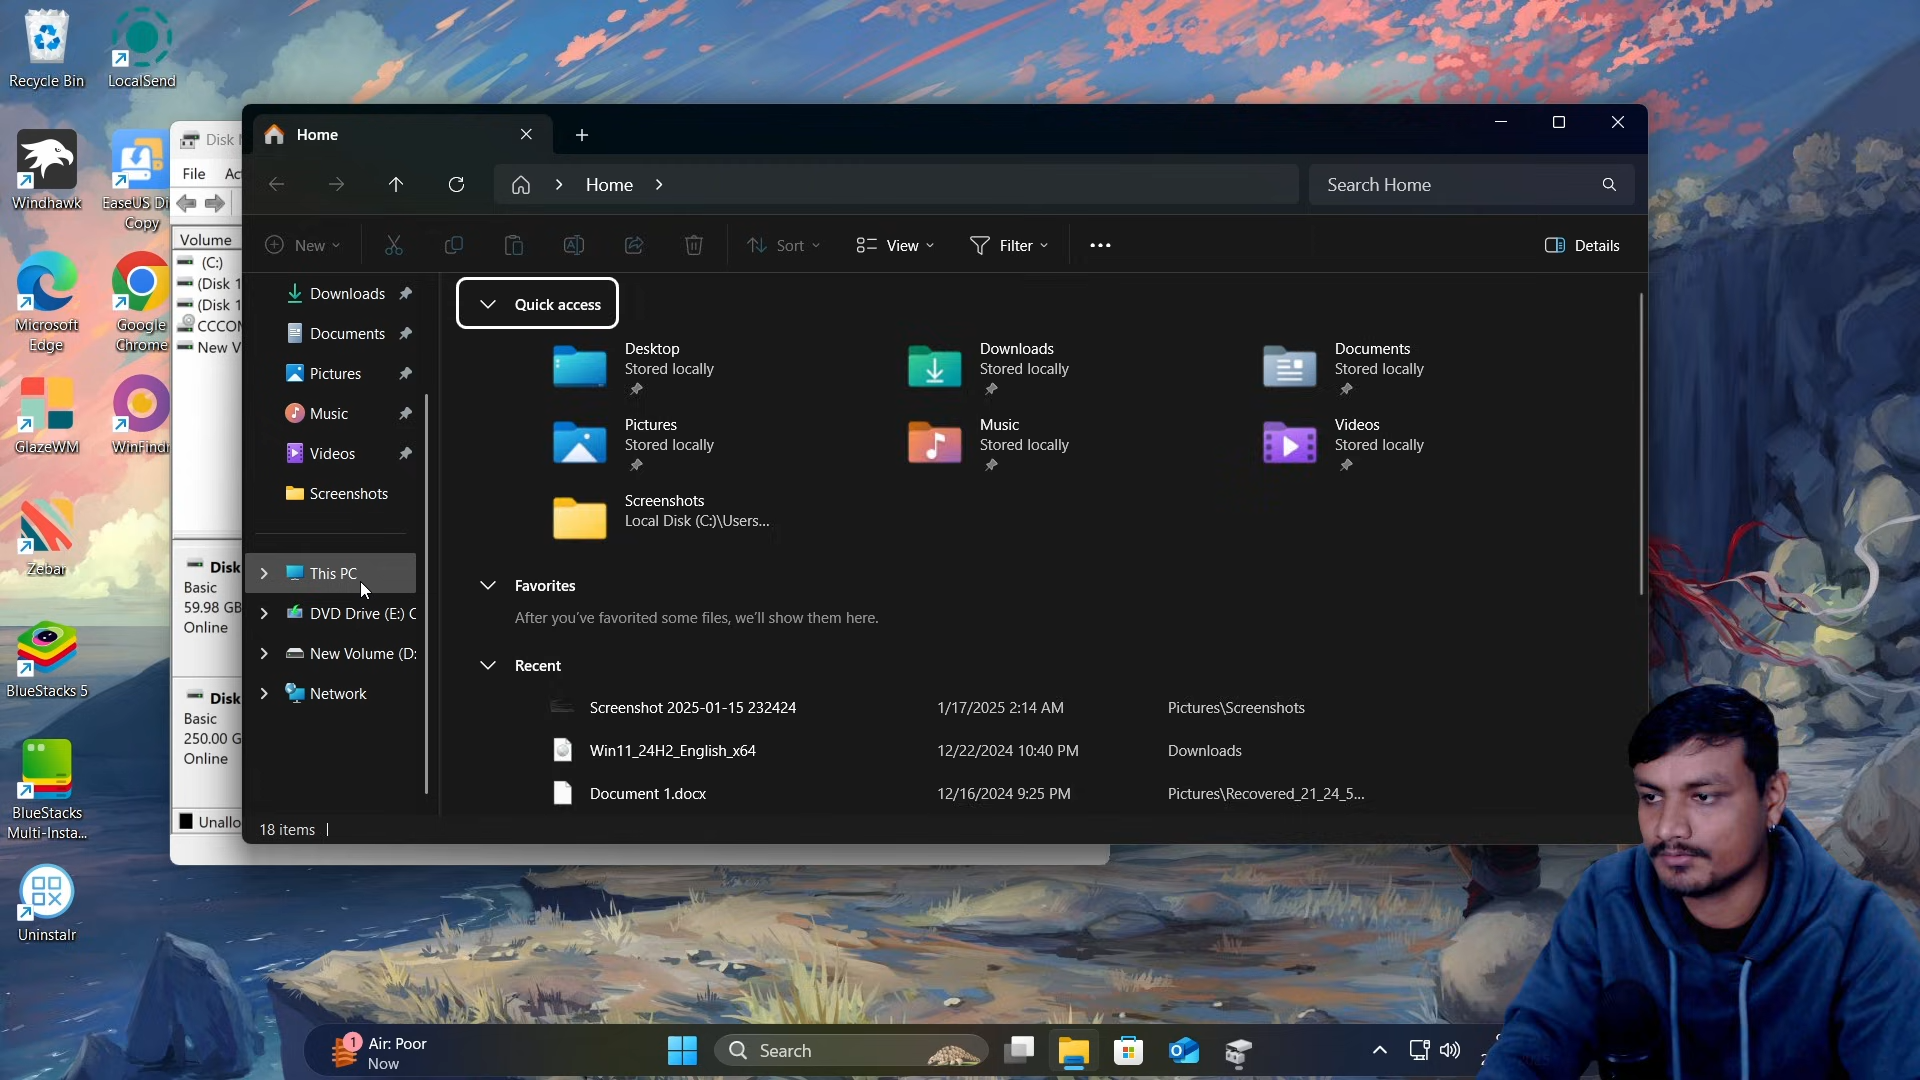 Recycle Bin
LocalSend
Windhawk
EaseUS Di
Copy
Microsoft
Edge
Google
Chrome
GlazeWM
WinFindr
Zebar
BlueStacks 5
BlueStacks
Multi-Insta...
Uninstalr
Disk
File
Volume
(C:)
(Disk 1
(Disk 1
New V
Disk
Basic
59.98 GB
Online
Disk
Basic
250.00 G
Online
Unallo
Home
Home
Search Home
New
Sort
View
Filter
Details
Downloads
Documents
Pictures
Music
Videos
Screenshots
This PC
DVD Drive (E:) C
New Volume (D:
Network
Quick access
Desktop
Stored locally
Downloads
Stored locally
Documents
Stored locally
Pictures
Stored locally
Music
Stored locally
Videos
Stored locally
Screenshots
Local Disk (C:)\Users...
Favorites
After you've favorited some files, we'll show them here.
Recent
Screenshot 2025-01-15 232424 1/17/2025 2:14 AM Pictures\Screenshots
Win11_24H2_English_x64 12/22/2024 10:40 PM Downloads
Document 1.docx 12/16/2024 9:25 PM Pictures\Recovered_21_24_5...
18 items
1
Air: Poor
Now
Search